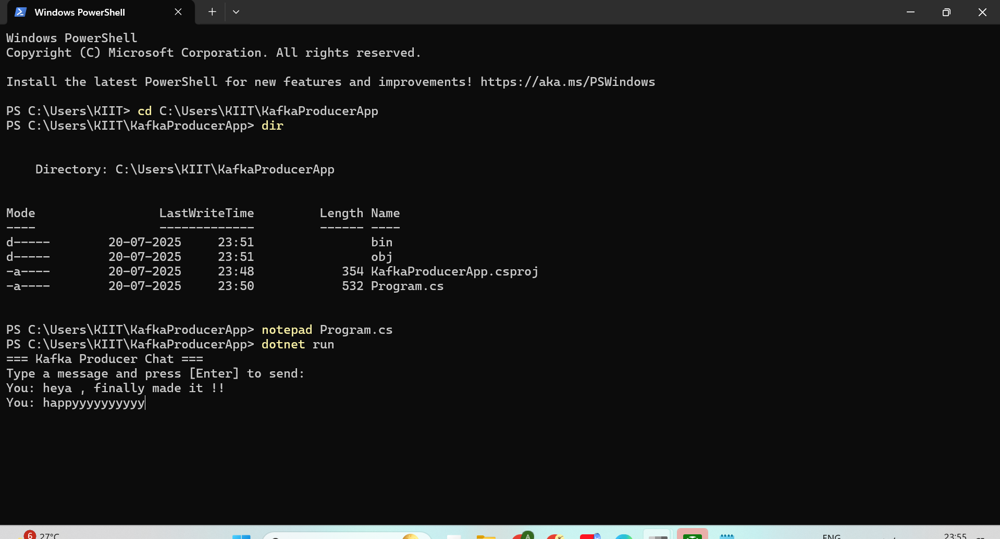 Windows PowerShell
Windows PowerShell
Copyright (C) Microsoft Corporation. All rights reserved.
Install the latest PowerShell for new features and improvements! https://aka.ms/PSWindows
PS C:\Users\KIIT> cd C:\Users\KIIT\KafkaProducerApp
PS C:\Users\KIIT\KafkaProducerApp> dir
Directory: C:\Users\KIIT\KafkaProducerApp
Mode                 LastWriteTime         Length Name
----                 -------------         ------ ----
d-----        20-07-2025     23:51                bin
d-----        20-07-2025     23:51                obj
-a----        20-07-2025     23:48            354 KafkaProducerApp.csproj
-a----        20-07-2025     23:50            532 Program.cs
PS C:\Users\KIIT\KafkaProducerApp> notepad Program.cs
PS C:\Users\KIIT\KafkaProducerApp> dotnet run
=== Kafka Producer Chat ===
Type a message and press [Enter] to send:
You: heya , finally made it !!
You: happyyyyyyyyyy
6 27°C A ENG 23:55